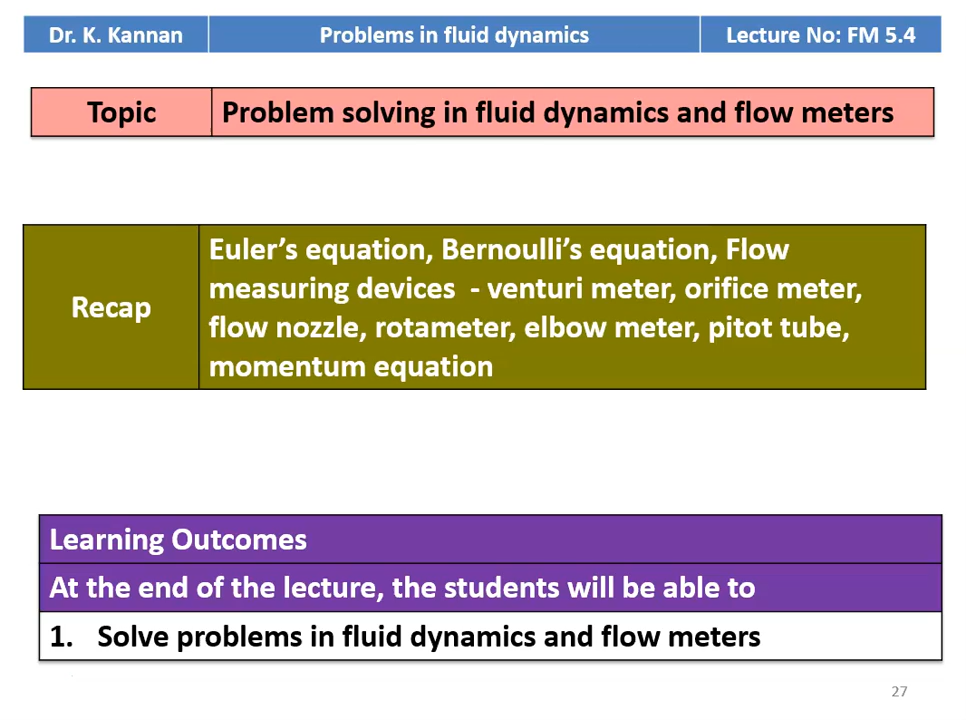 Dr. K. Kannan
Problems in fluid dynamics
Lecture No: FM 5.4
Topic
Problem solving in fluid dynamics and flow meters
Recap
Euler’s equation, Bernoulli’s equation, Flow
measuring devices - venturi meter, orifice meter,
flow nozzle, rotameter, elbow meter, pitot tube,
momentum equation
Learning Outcomes
At the end of the lecture, the students will be able to
1. Solve problems in fluid dynamics and flow meters
27